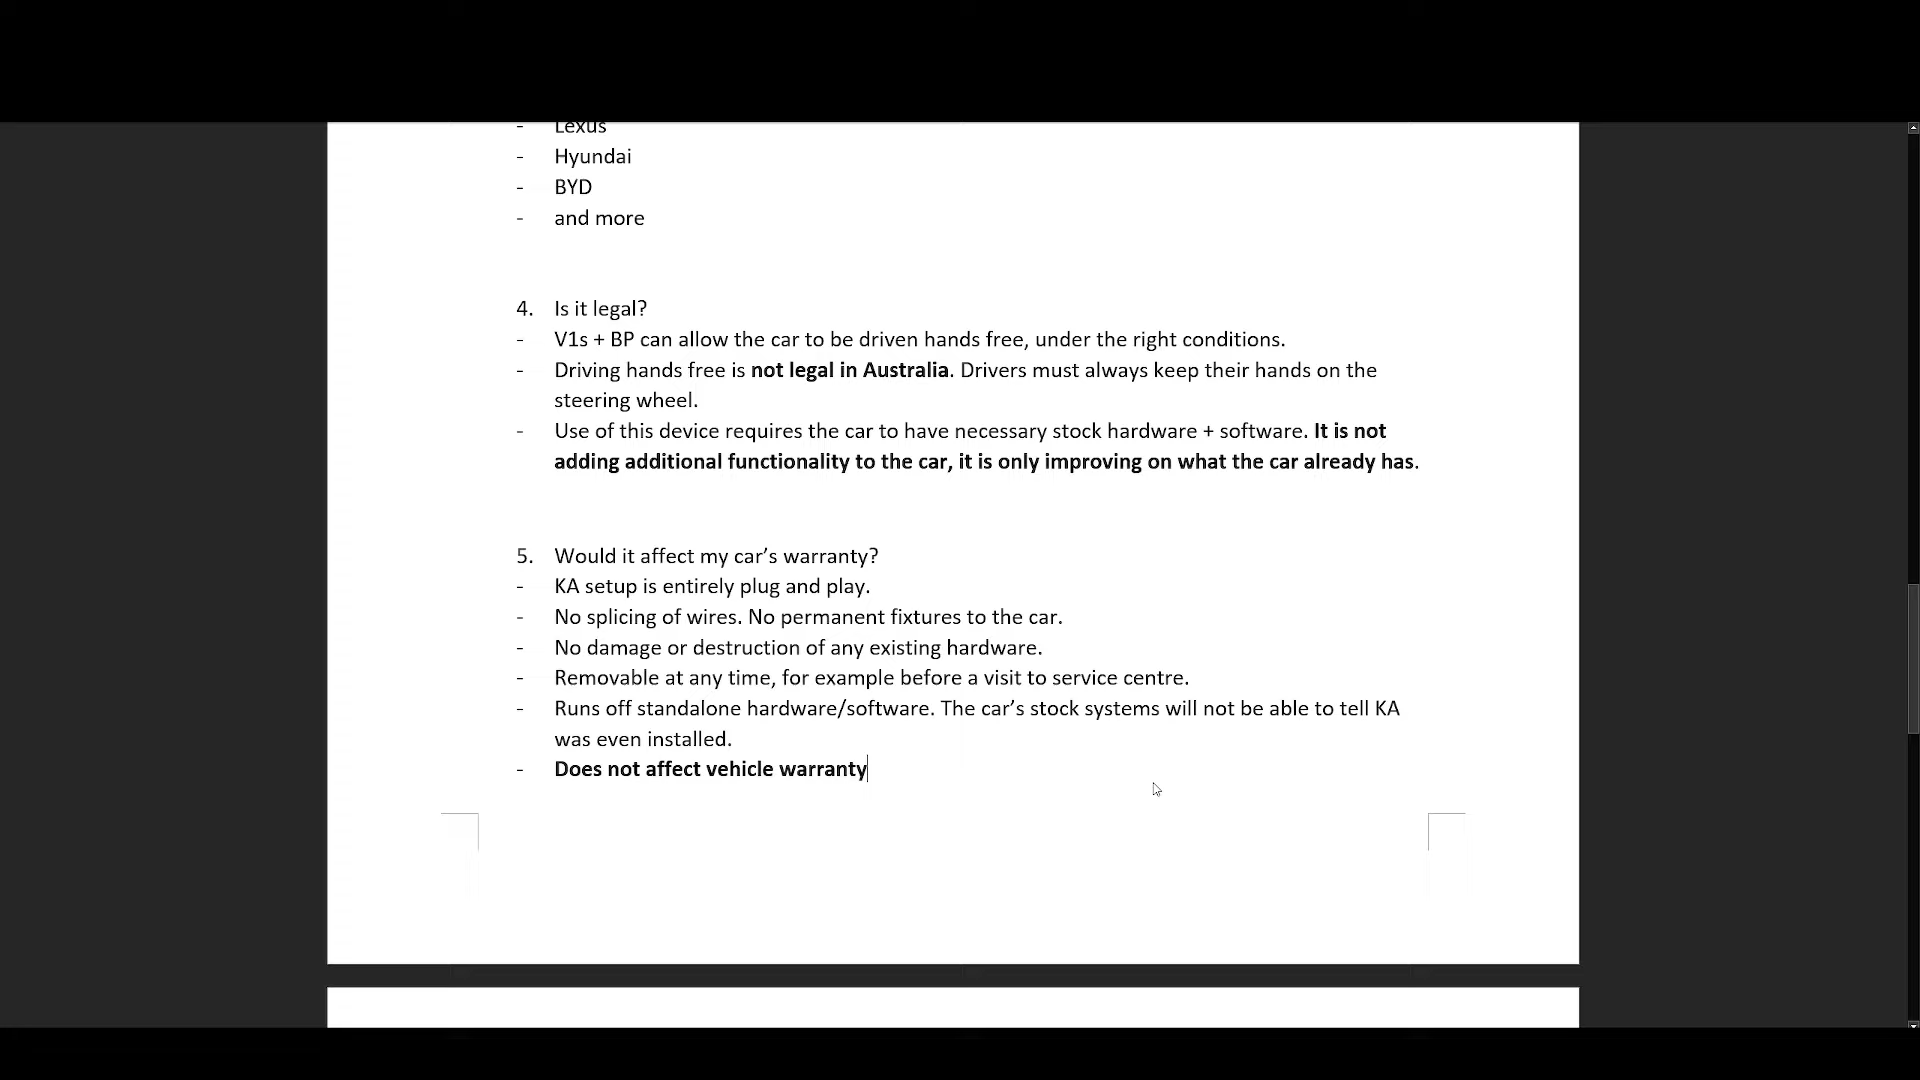 - Lexus
- Hyundai
- BYD
- and more
4. Is it legal?
- V1s + BP can allow the car to be driven hands free, under the right conditions.
- Driving hands free is not legal in Australia. Drivers must always keep their hands on the
steering wheel.
- Use of this device requires the car to have necessary stock hardware + software. It is not
adding additional functionality to the car, it is only improving on what the car already has.
5. Would it affect my car’s warranty?
- KA setup is entirely plug and play.
- No splicing of wires. No permanent fixtures to the car.
- No damage or destruction of any existing hardware.
- Removable at any time, for example before a visit to service centre.
- Runs off standalone hardware/software. The car’s stock systems will not be able to tell KA
was even installed.
- Does not affect vehicle warranty